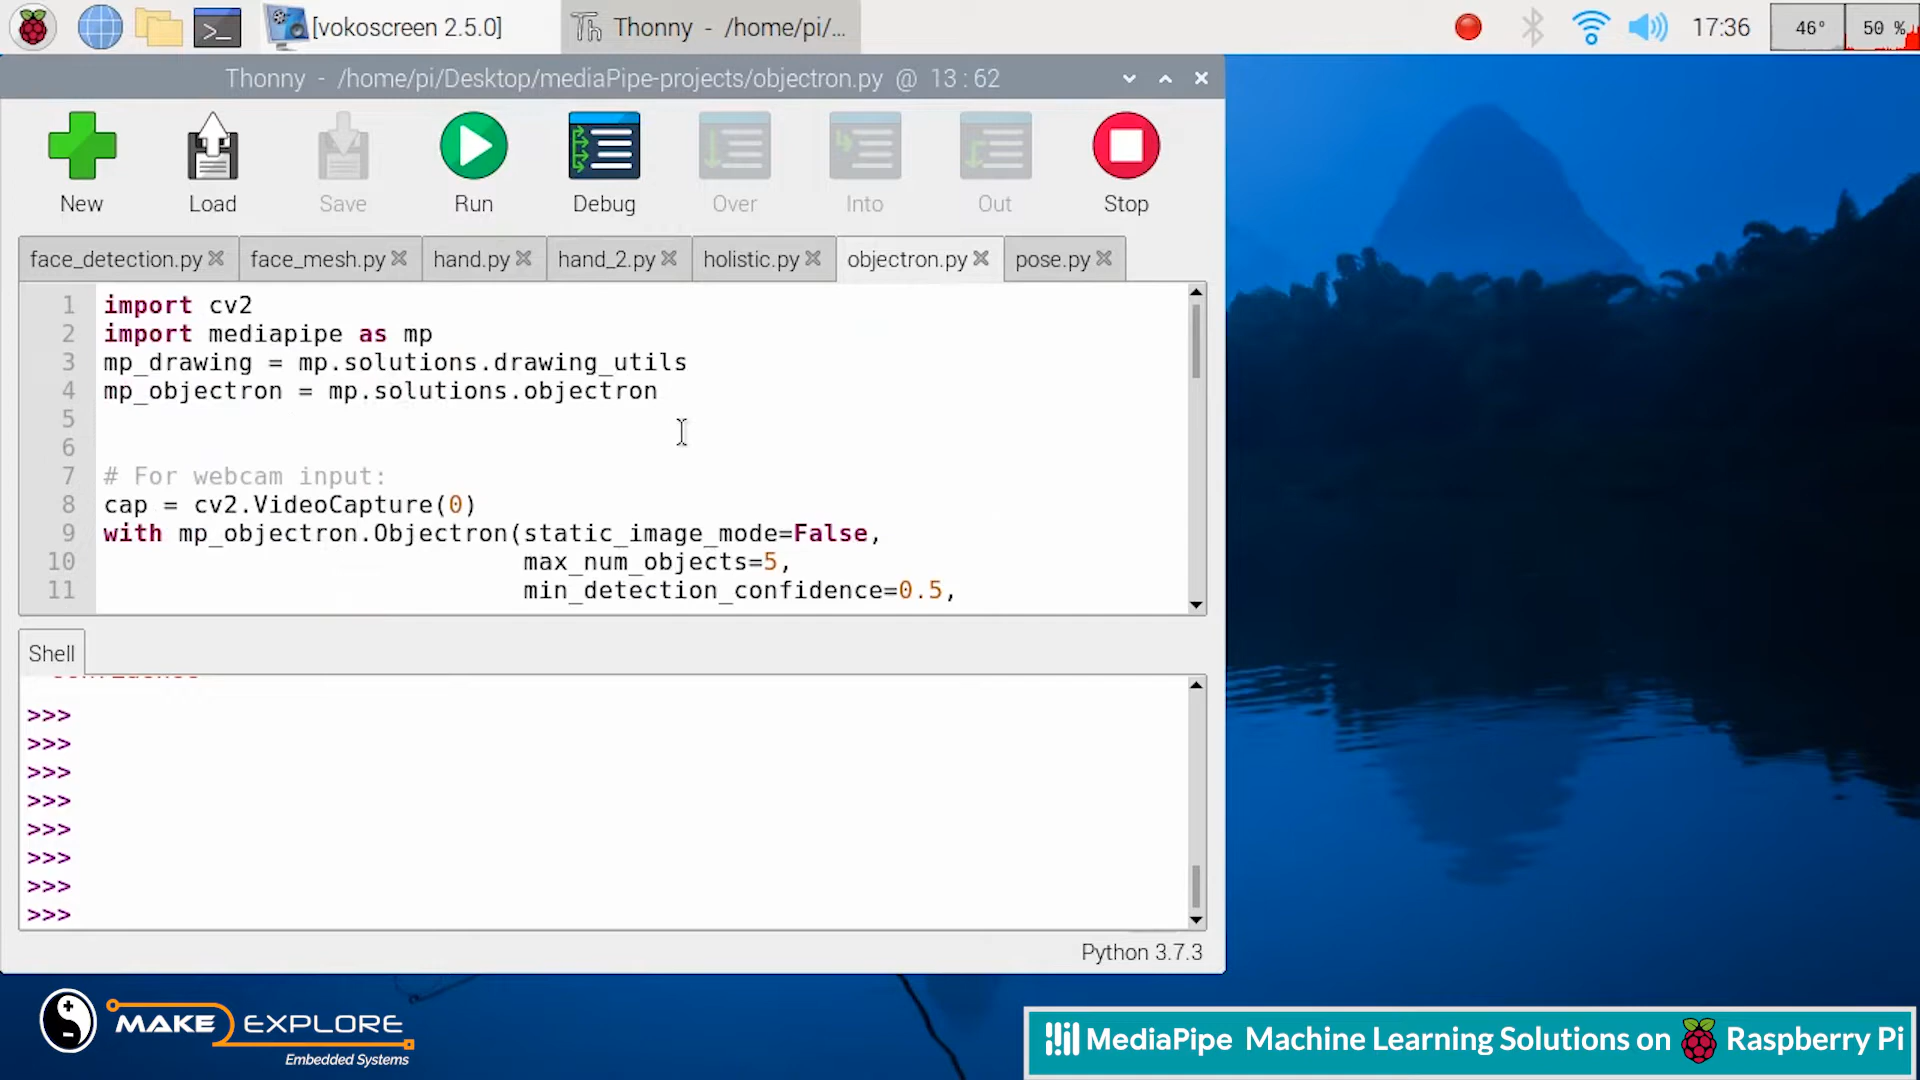 [vokoscreen 2.5.0]
Thonny - /home/pi/...
17:36
46°
50 %
Thonny - /home/pi/Desktop/mediaPipe-projects/objectron.py @ 13 : 62
New
Load
Save
Run
Debug
Over
Into
Out
Stop
face_detection.py
face_mesh.py
hand.py
hand_2.py
holistic.py
objectron.py
pose.py
1 import cv2
2 import mediapipe as mp
3 mp_drawing = mp.solutions.drawing_utils
4 mp_objectron = mp.solutions.objectron
5
6
7 # For webcam input:
8 cap = cv2.VideoCapture(0)
9 with mp_objectron.Objectron(static_image_mode=False,
10 max_num_objects=5,
11 min_detection_confidence=0.5,
Shell
>>>
>>>
>>>
>>>
>>>
>>>
>>>
>>>
Python 3.7.3
MAKE EXPLORE
Embedded Systems
MediaPipe Machine Learning Solutions on Raspberry Pi